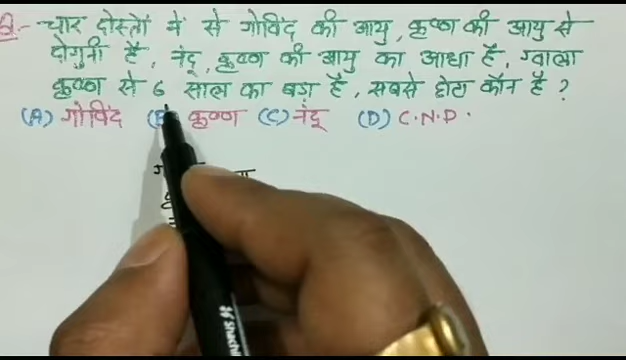 Q.- चार दोस्तों में से गोविंद की आयु, कृष्ण की आयु से
दोगुनी है, नंदू, कृष्ण की आयु का आधा है, ग्वाला
कृष्ण से 6 साल का बड़ा है, सबसे छोटा कौन है ?
(A) गोविंद (B) कृष्ण (C) नंदू (D) C.N.D.